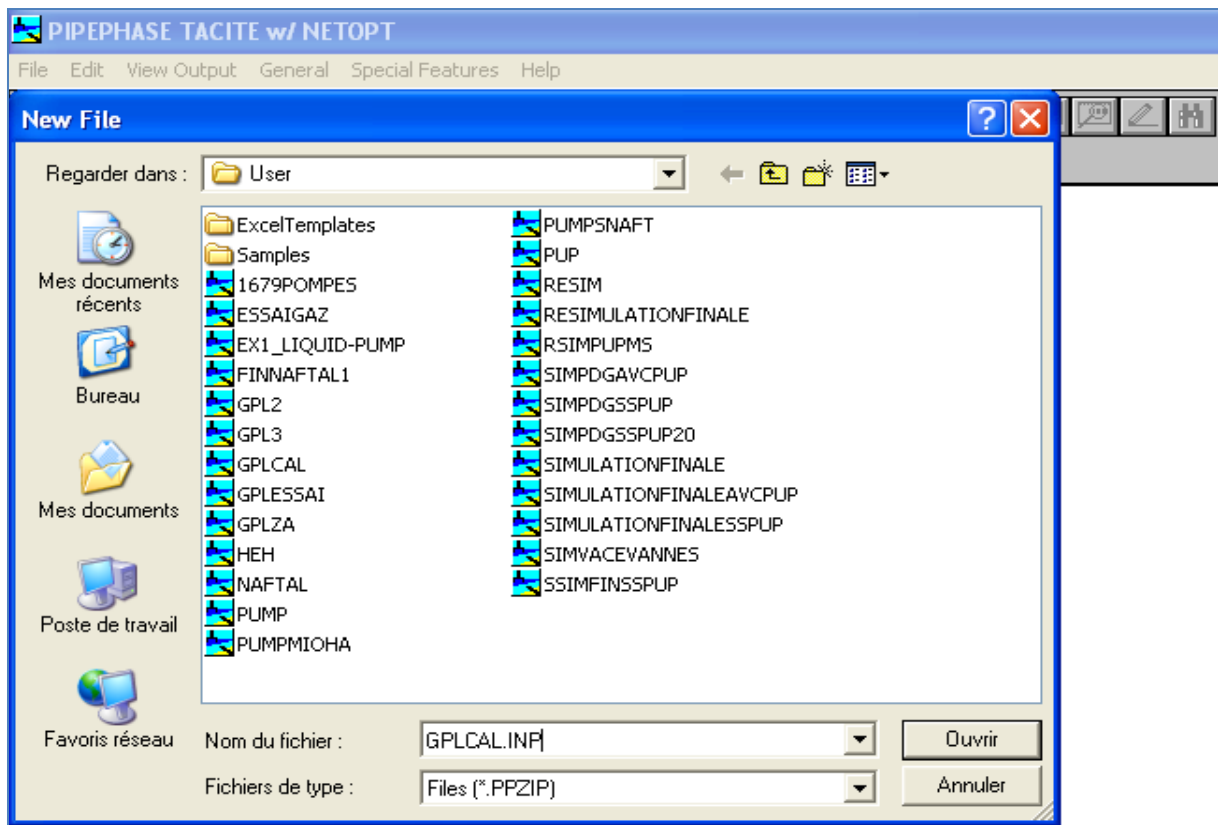 PIPEPHASE TACITE w/ NETOPT
File Edit View Output General Special Features Help
New File
Regarder dans : User
Mes documents récents
Bureau
Mes documents
Poste de travail
Favoris réseau
ExcelTemplates
Samples
1679POMPES
ESSAIGAZ
EX1_LIQUID-PUMP
FINNAFTAL1
GPL2
GPL3
GPLCAL
GPLESSAI
GPLZA
HEH
NAFTAL
PUMP
PUMPMIOHA
PUMPSNAFT
PUP
RESIM
RESIMULATIONFINALE
RSIMPUPMS
SIMPDGAVCPUP
SIMPDGSSPUP
SIMPDGSSPUP20
SIMULATIONFINALE
SIMULATIONFINALEAVCPUP
SIMULATIONFINALESSPUP
SIMVACEVANNES
SSIMFINSSPUP
Nom du fichier : GPLCAL.INP Ouvrir
Fichiers de type : Files (*.PPZIP) Annuler